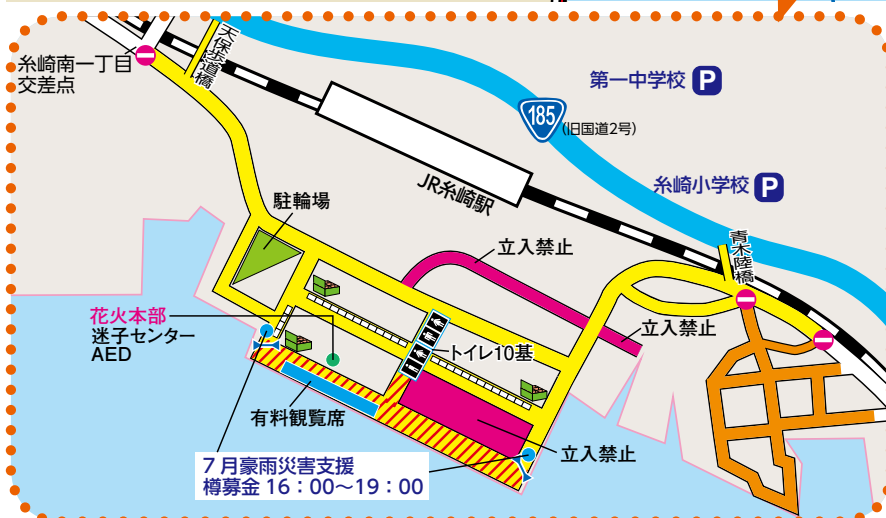 糸崎南一丁目
交差点
天保歩道橋
第一中学校 P
185
(旧国道2号)
糸崎小学校 P
JR糸崎駅
駐輪場
立入禁止
青木陸橋
花火本部
迷子センター
AED
立入禁止
トイレ10基
有料観覧席
立入禁止
7月豪雨災害支援
樽募金 16：00〜19：00